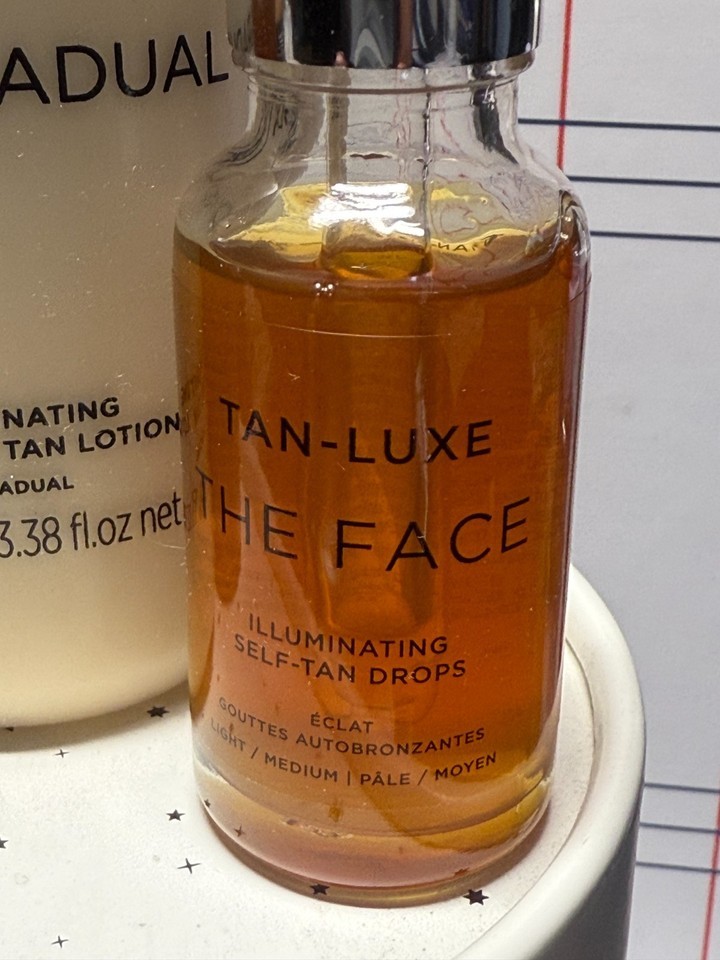 ADUAL
NATING
TAN LOTION
ADUAL
3.38 fl.oz net
TAN-LUXE
THE FACE
ILLUMINATING
SELF-TAN DROPS
ÉCLAT
GOUTTES AUTOBRONZANTES
LIGHT / MEDIUM | PÂLE / MOYEN